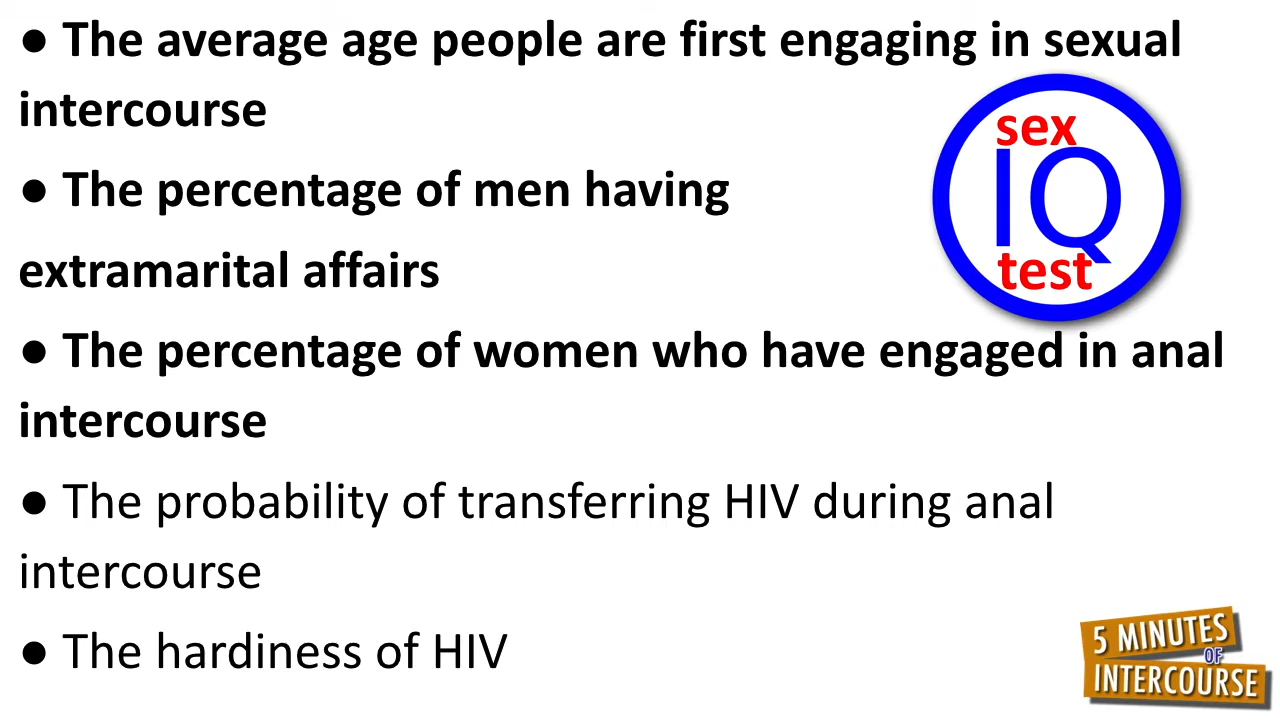 ● The average age people are first engaging in sexual
intercourse
● The percentage of men having
extramarital affairs
● The percentage of women who have engaged in anal
intercourse
● The probability of transferring HIV during anal
intercourse
● The hardiness of HIV
sex
IQ
test
5 MINUTES
OF
INTERCOURSE